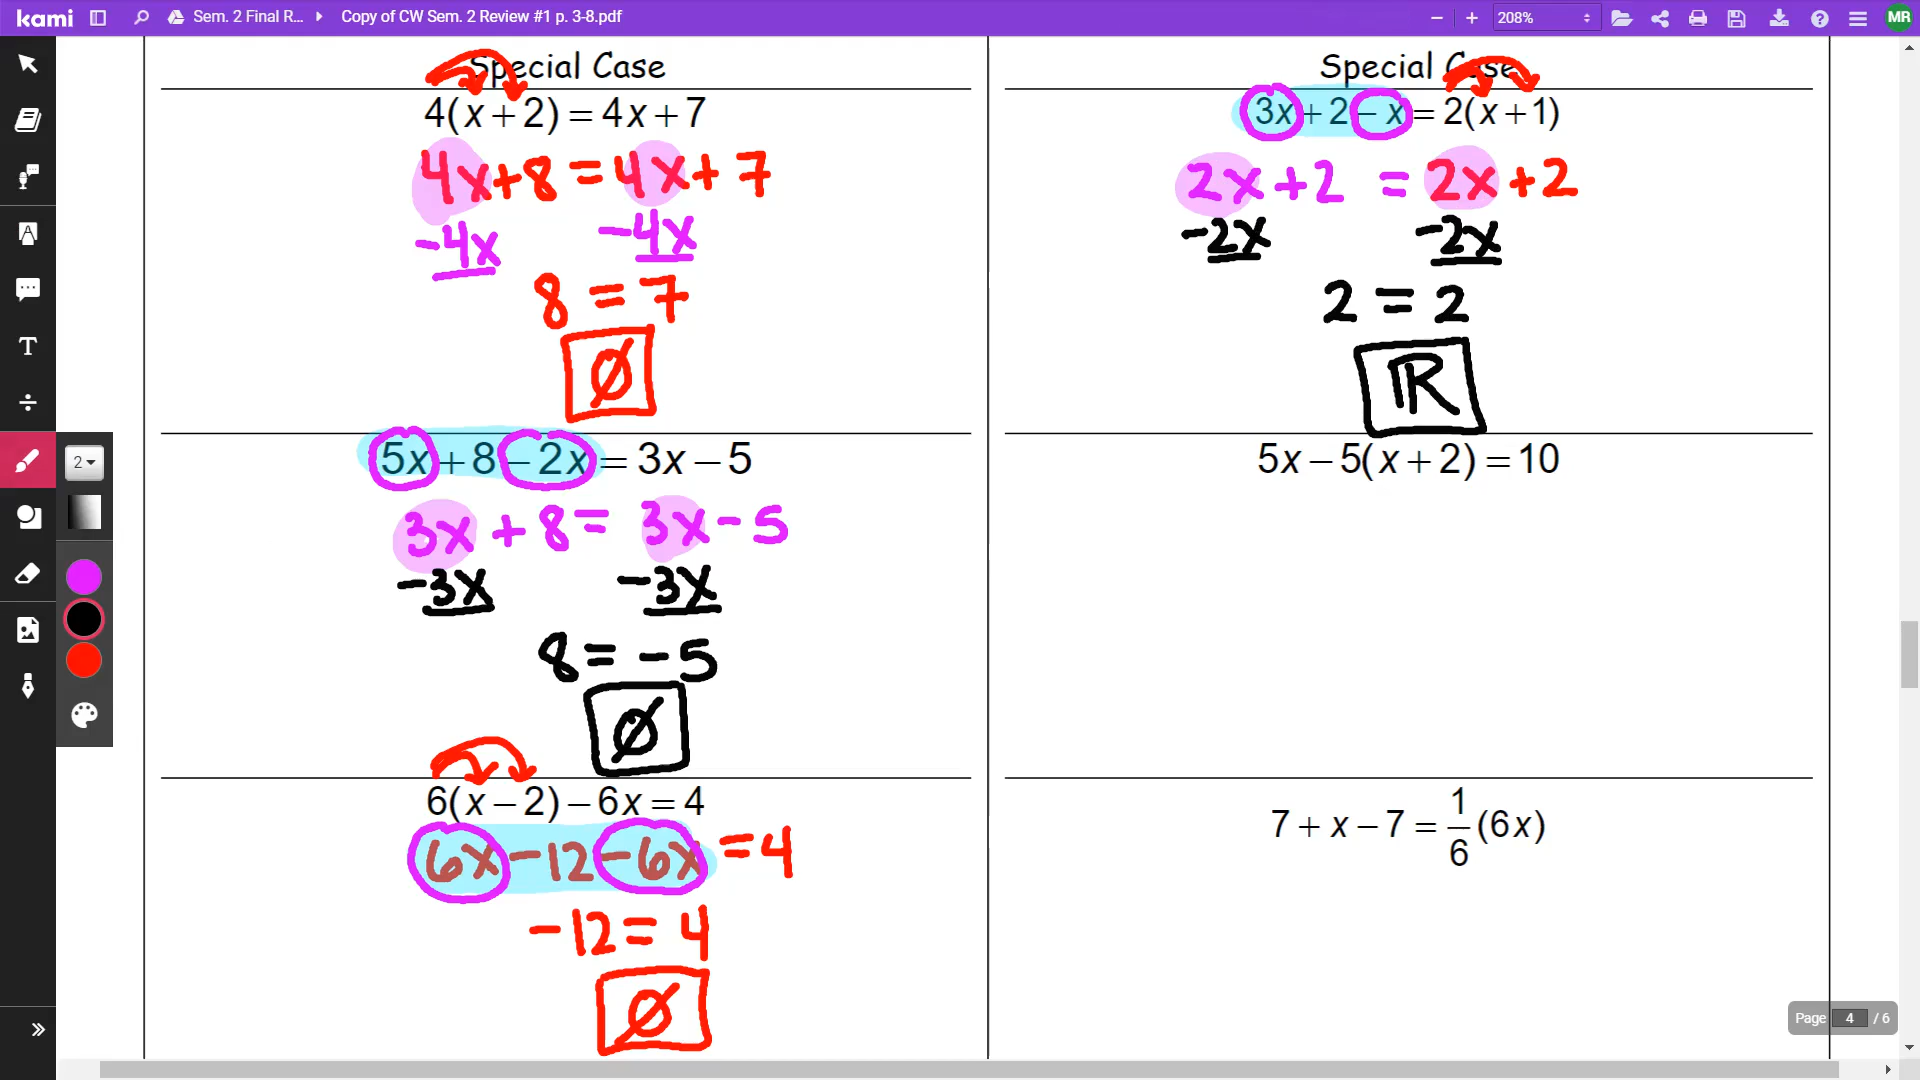 kami Sem. 2 Final R... Copy of CW Sem. 2 Review #1 p. 3-8.pdf 208% MR
Special Case
4(x+2)=4x+7
4x+8=4x+7
-4x -4x
8=7
Ø
5x+8-2x=3x-5
3x+8=3x-5
-3x -3x
8=-5
Ø
6(x-2)-6x=4
6x-12-6x=4
-12=4
Ø
Special Case
3x+2-x=2(x+1)
2x+2=2x+2
-2x -2x
2=2
ℝ
5x-5(x+2)=10
7+x-7=1/6(6x)
2
T
Page 4 / 6